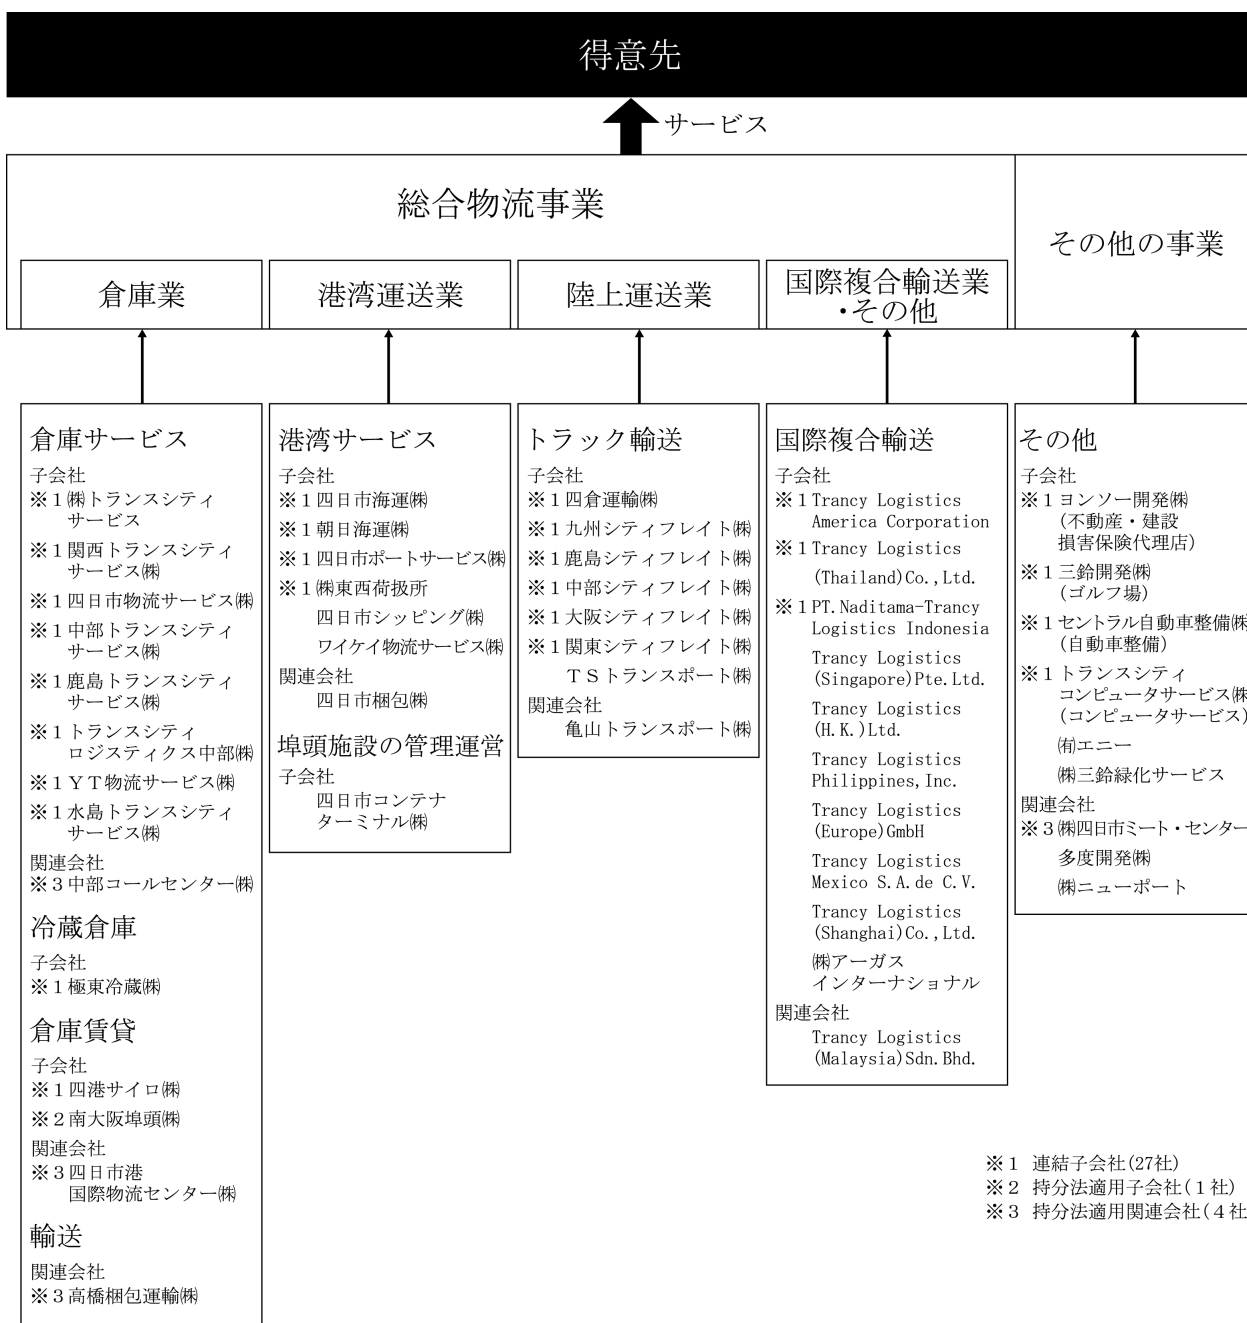 得意先
サービス
総合物流事業
その他の事業
倉庫業
港湾運送業
陸上運送業
国際複合輸送業
・その他
倉庫サービス
子会社
※１㈱トランスシティ
サービス
※１関西トランスシティ
サービス㈱
※１四日市物流サービス㈱
※１中部トランスシティ
サービス㈱
※１鹿島トランスシティ
サービス㈱
※１トランスシティ
ロジスティクス中部㈱
※１ＹＴ物流サービス㈱
※１水島トランスシティ
サービス㈱
関連会社
※３中部コールセンター㈱
冷蔵倉庫
子会社
※１極東冷蔵㈱
倉庫賃貸
子会社
※１四港サイロ㈱
※２南大阪埠頭㈱
関連会社
※３四日市港
国際物流センター㈱
輸送
関連会社
※３高橋梱包運輸㈱
港湾サービス
子会社
※１四日市海運㈱
※１朝日海運㈱
※１四日市ポートサービス㈱
※１㈱東西荷扱所
四日市シッピング㈱
ワイケイ物流サービス㈱
関連会社
四日市梱包㈱
埠頭施設の管理運営
子会社
四日市コンテナ
ターミナル㈱
トラック輸送
子会社
※１四倉運輸㈱
※１九州シティフレイト㈱
※１鹿島シティフレイト㈱
※１中部シティフレイト㈱
※１大阪シティフレイト㈱
※１関東シティフレイト㈱
ＴＳトランスポート㈱
関連会社
亀山トランスポート㈱
国際複合輸送
子会社
※１Trancy Logistics
America Corporation
※１Trancy Logistics
(Thailand)Co.,Ltd.
※１PT.Naditama-Trancy
Logistics Indonesia
Trancy Logistics
(Singapore)Pte.Ltd.
Trancy Logistics
(H.K.)Ltd.
Trancy Logistics
Philippines,Inc.
Trancy Logistics
(Europe)GmbH
Trancy Logistics
Mexico S.A.de C.V.
Trancy Logistics
(Shanghai)Co.,Ltd.
㈱アーガス
インターナショナル
関連会社
Trancy Logistics
(Malaysia)Sdn.Bhd.
その他
子会社
※１ヨンソー開発㈱
(不動産・建設
損害保険代理店)
※１三鈴開発㈱
(ゴルフ場)
※１セントラル自動車整備㈱
(自動車整備)
※１トランスシティ
コンピュータサービス㈱
(コンピュータサービス)
㈲エニー
㈱三鈴緑化サービス
関連会社
※３㈱四日市ミート・センター
多度開発㈱
㈱ニューポート
※１ 連結子会社(27社)
※２ 持分法適用子会社(１社)
※３ 持分法適用関連会社(４社